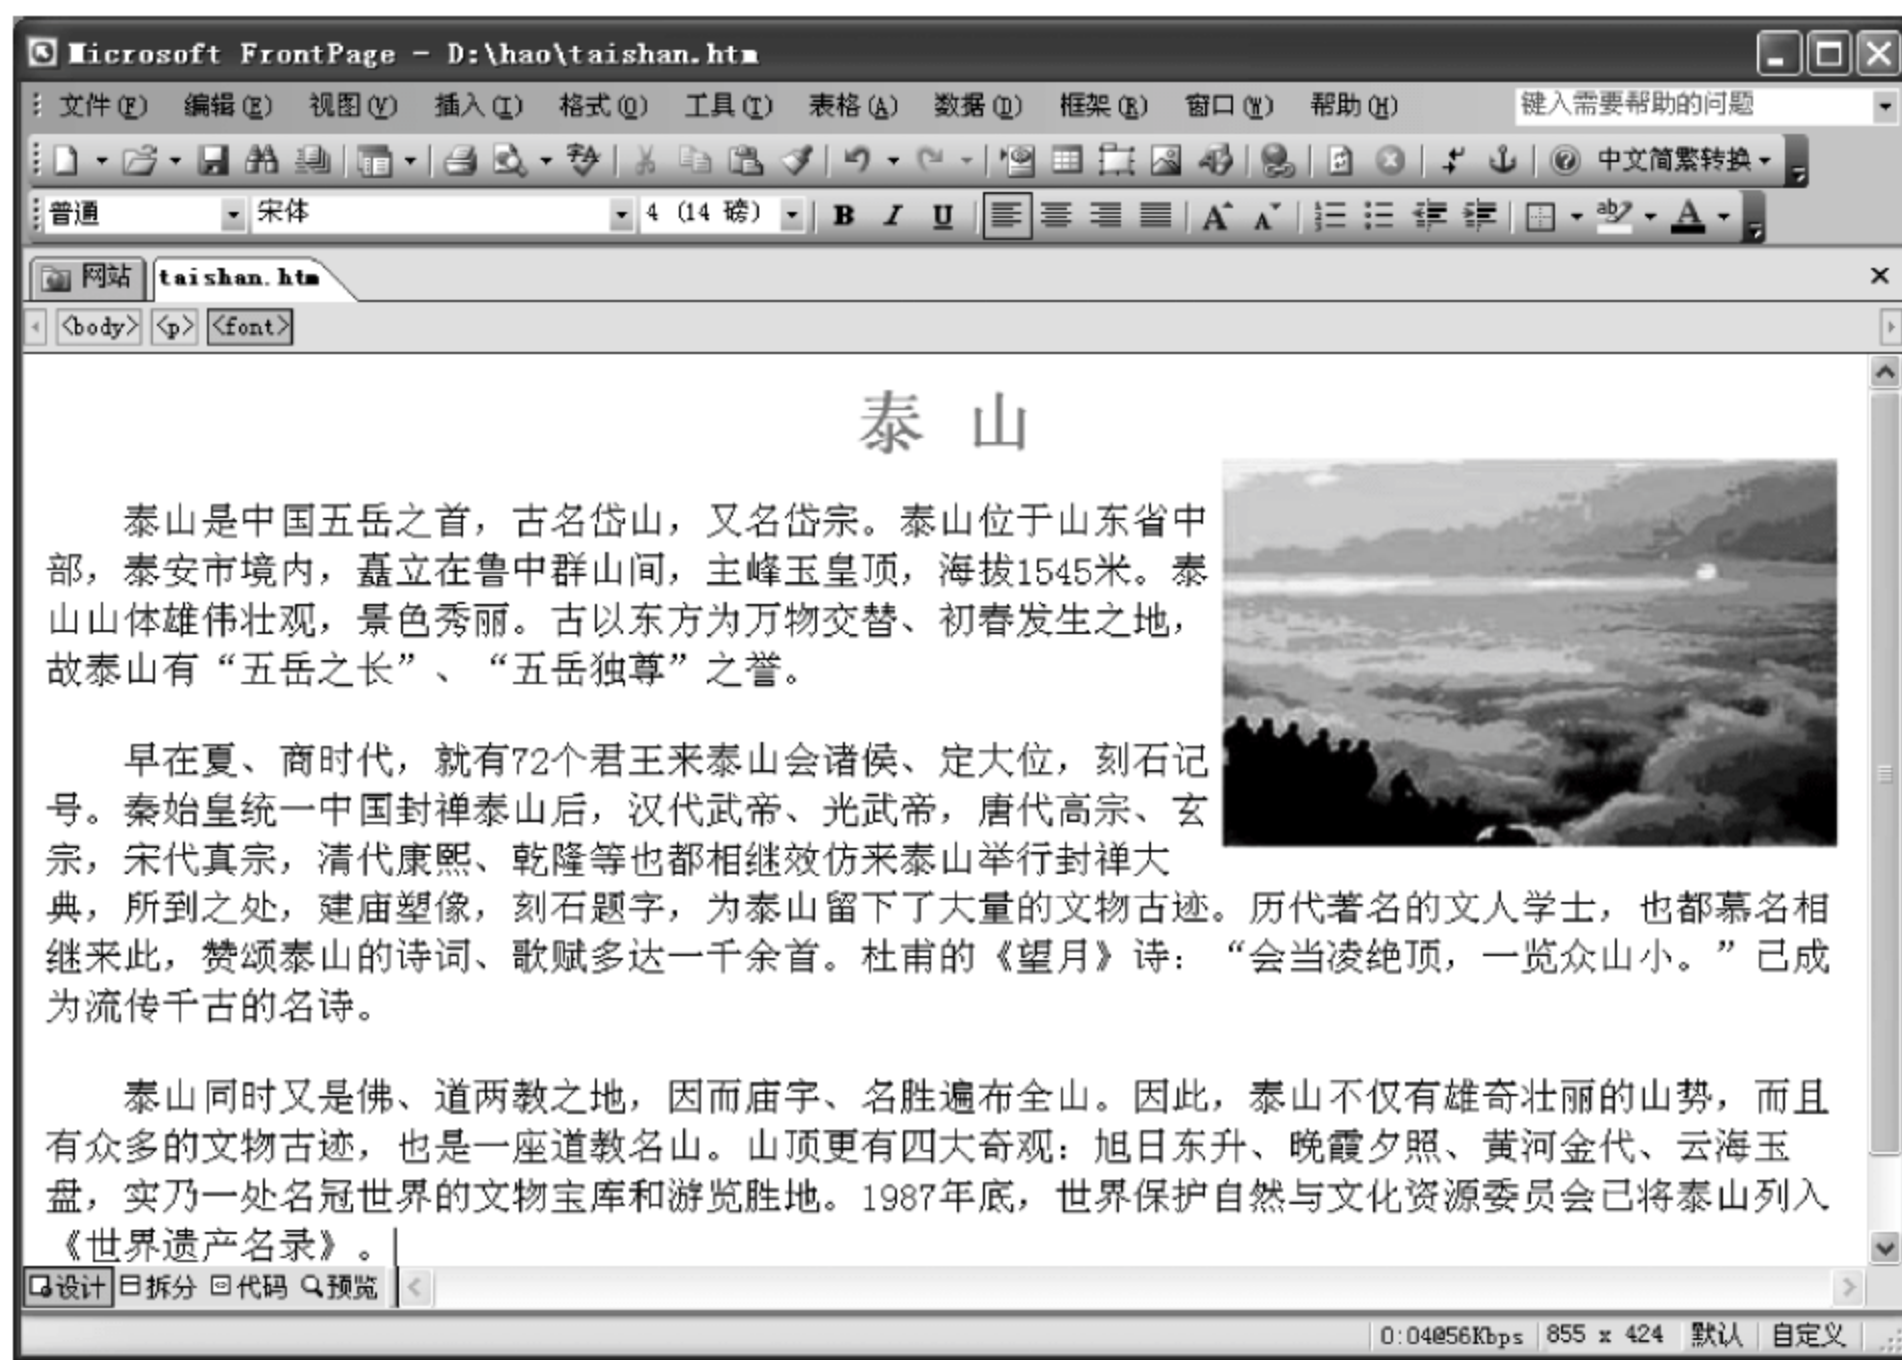 Microsoft FrontPage - D:\hao\taishan.htm
文件(F) 编辑(E) 视图(V) 插入(I) 格式(O) 工具(T) 表格(A) 数据(D) 框架(R) 窗口(W) 帮助(H) 键入需要帮助的问题
中文简繁转换
普通 宋体 4 (14 磅) B I U A A ab A
网站 taishan.htm
<body> <p> <font>
泰 山
泰山是中国五岳之首，古名岱山，又名岱宗。泰山位于山东省中
部，泰安市境内，矗立在鲁中群山间，主峰玉皇顶，海拔1545米。泰
山山体雄伟壮观，景色秀丽。古以东方为万物交替、初春发生之地，
故泰山有“五岳之长”、“五岳独尊”之誉。
早在夏、商时代，就有72个君王来泰山会诸侯、定大位，刻石记
号。秦始皇统一中国封禅泰山后，汉代武帝、光武帝，唐代高宗、玄
宗，宋代真宗，清代康熙、乾隆等也都相继效仿来泰山举行封禅大
典，所到之处，建庙塑像，刻石题字，为泰山留下了大量的文物古迹。历代著名的文人学士，也都慕名相
继来此，赞颂泰山的诗词、歌赋多达一千余首。杜甫的《望月》诗：“会当凌绝顶，一览众山小。”已成
为流传千古的名诗。
泰山同时又是佛、道两教之地，因而庙宇、名胜遍布全山。因此，泰山不仅有雄奇壮丽的山势，而且
有众多的文物古迹，也是一座道教名山。山顶更有四大奇观：旭日东升、晚霞夕照、黄河金代、云海玉
盘，实乃一处名冠世界的文物宝库和游览胜地。1987年底，世界保护自然与文化资源委员会已将泰山列入
《世界遗产名录》。
设计 拆分 代码 预览
0:04@56Kbps 855 x 424 默认 自定义